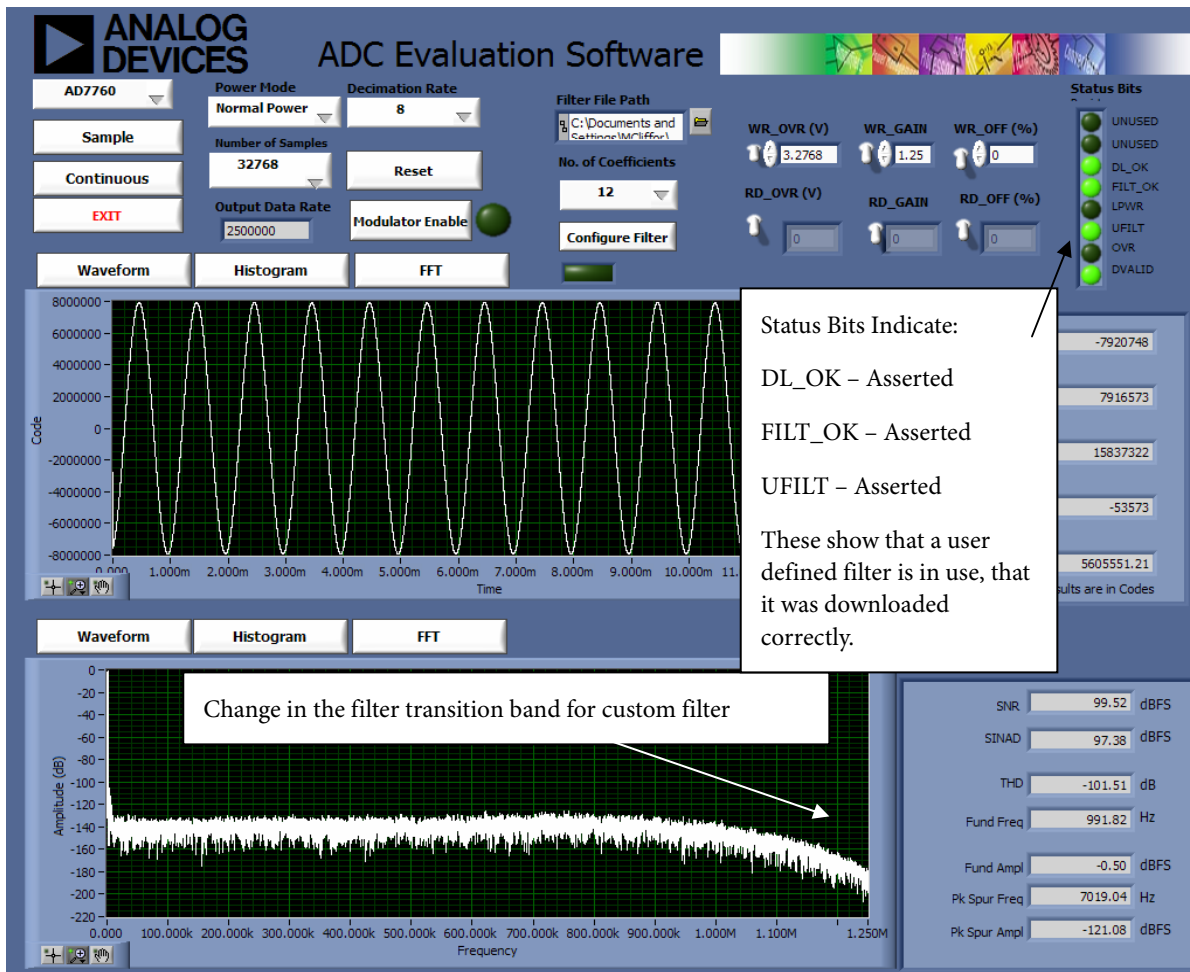 ANALOG
DEVICES
ADC Evaluation Software
AD7760
Power Mode
Decimation Rate
Normal Power
8
Filter File Path
C:\Documents and
Settings\MCliffor\
Status Bits
Sample
Number of Samples
32768
Reset
No. of Coefficients
12
WR_OVR (V)
WR_GAIN
WR_OFF (%)
3.2768
1.25
0
UNUSED
UNUSED
DL_OK
FILT_OK
LPWR
UFILT
OVR
DVALID
Continuous
EXIT
Output Data Rate
2500000
Modulator Enable
Configure Filter
RD_OVR (V)
RD_GAIN
RD_OFF (%)
0
0
0
Waveform
Histogram
FFT
8000000
6000000
4000000
2000000
0
-2000000
-4000000
-6000000
-8000000
Code
0.000
1.000m
2.000m
3.000m
4.000m
5.000m
6.000m
7.000m
8.000m
9.000m
10.000m
11.
Time
Status Bits Indicate:
DL_OK – Asserted
FILT_OK – Asserted
UFILT – Asserted
These show that a user
defined filter is in use, that
it was downloaded
correctly.
-7920748
7916573
15837322
-53573
5605551.21
sults are in Codes
Waveform
Histogram
FFT
Change in the filter transition band for custom filter
0
-20
-40
-60
-80
-100
-120
-140
-160
-180
-200
-220
Amplitude (dB)
0.000
100.000k
200.000k
300.000k
400.000k
500.000k
600.000k
700.000k
800.000k
900.000k
1.000M
1.100M
1.250M
Frequency
SNR
99.52
dBFS
SINAD
97.38
dBFS
THD
-101.51
dB
Fund Freq
991.82
Hz
Fund Ampl
-0.50
dBFS
Pk Spur Freq
7019.04
Hz
Pk Spur Ampl
-121.08
dBFS